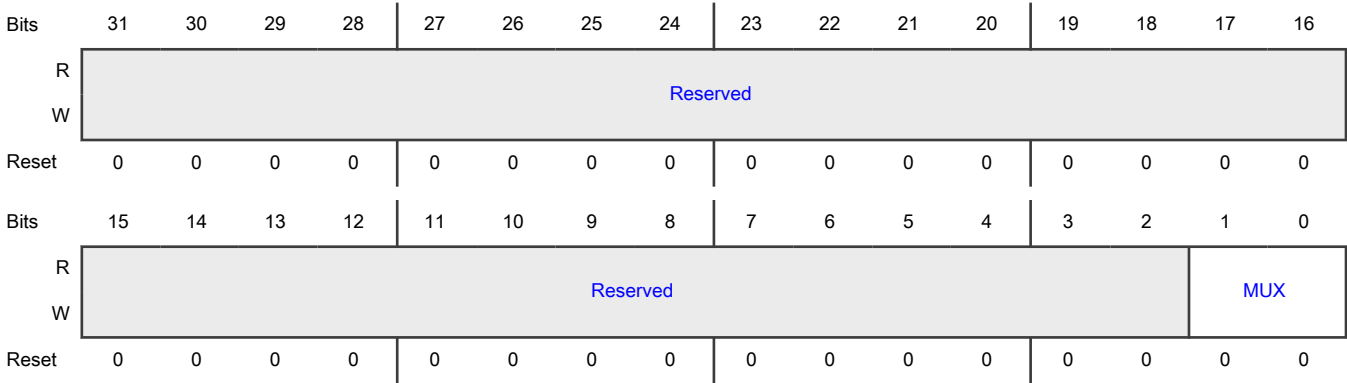 Bits 31 30 29 28 27 26 25 24 23 22 21 20 19 18 17 16
R
Reserved
W
Reset 0 0 0 0 0 0 0 0 0 0 0 0 0 0 0 0
Bits 15 14 13 12 11 10 9 8 7 6 5 4 3 2 1 0
R
Reserved MUX
W
Reset 0 0 0 0 0 0 0 0 0 0 0 0 0 0 0 0